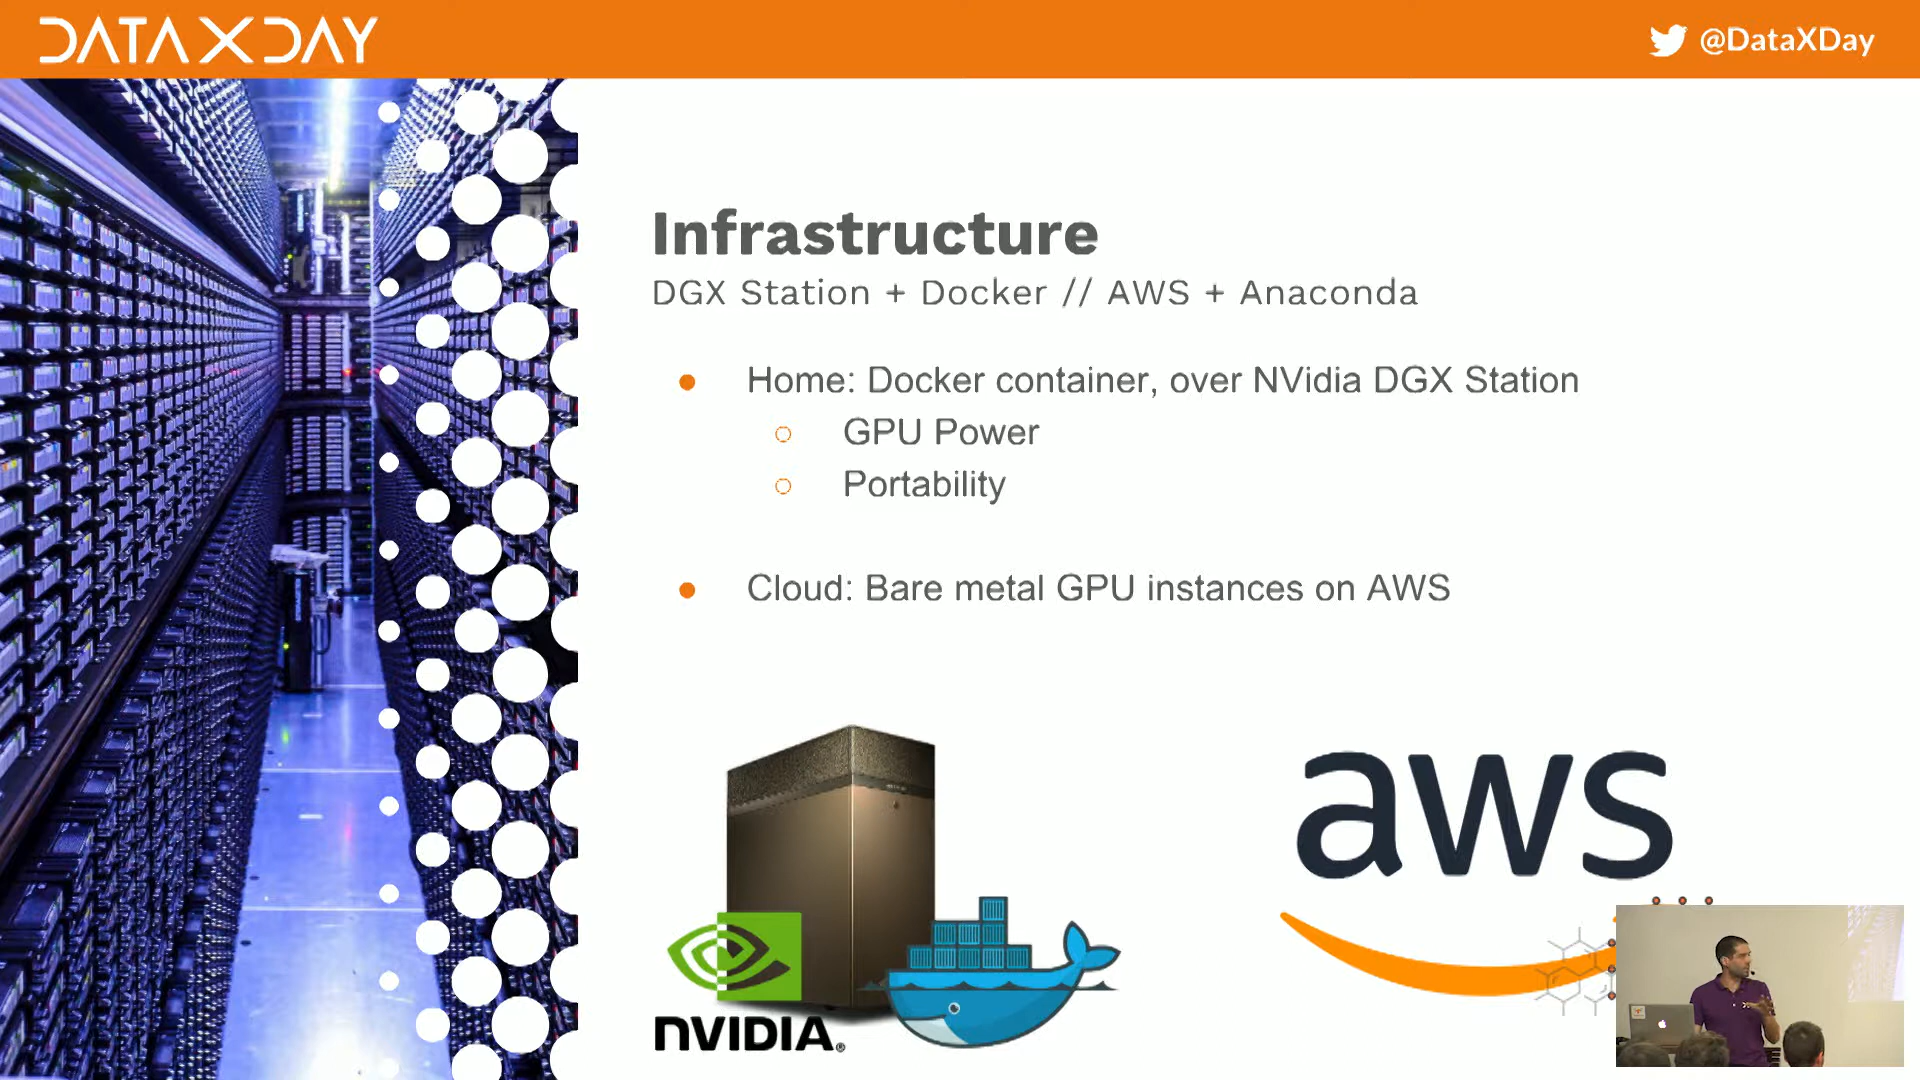 DATAXDAY
@DataXDay
Infrastructure
DGX Station + Docker // AWS + Anaconda
Home: Docker container, over NVidia DGX Station
GPU Power
Portability
Cloud: Bare metal GPU instances on AWS
aws
NVIDIA®